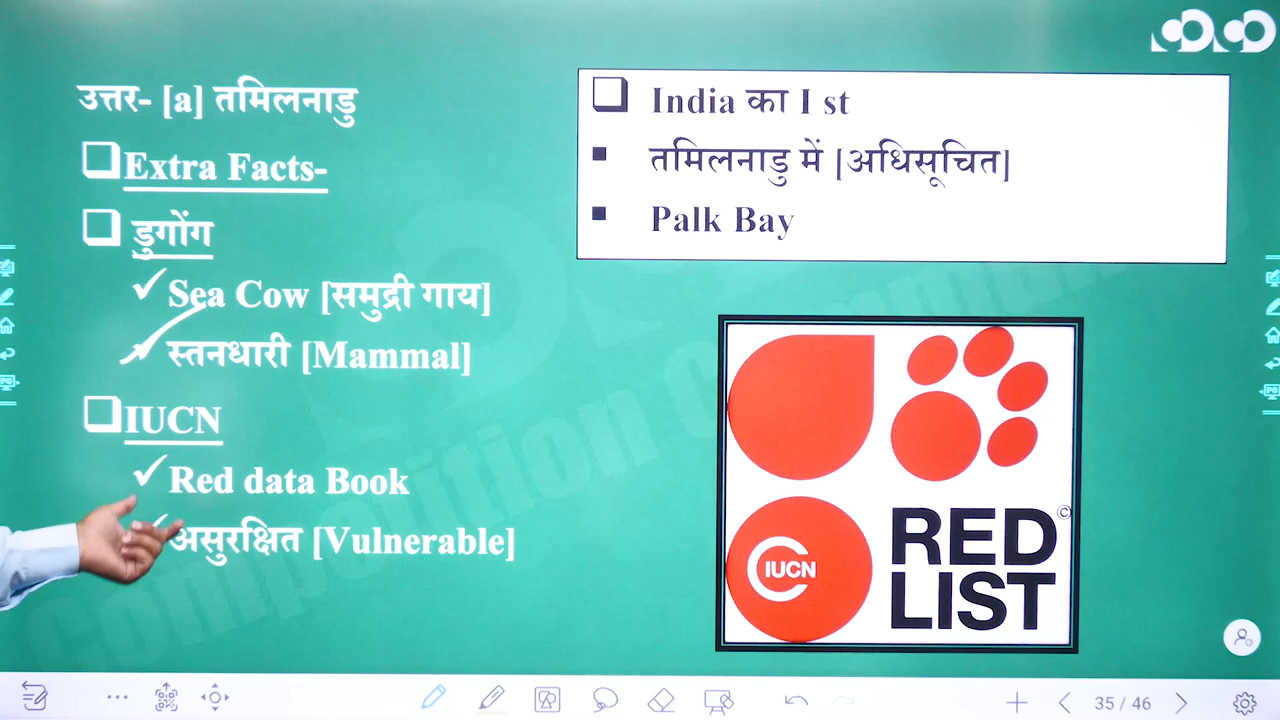 उत्तर- [a] तमिलनाडु
Extra Facts-
डुगोंग
Sea Cow [समुद्री गाय]
स्तनधारी [Mammal]
IUCN
Red data Book
असुरक्षित [Vulnerable]
India का I st
तमिलनाडु में [अधिसूचित]
Palk Bay
IUCN
RED
LIST
©
35 / 46